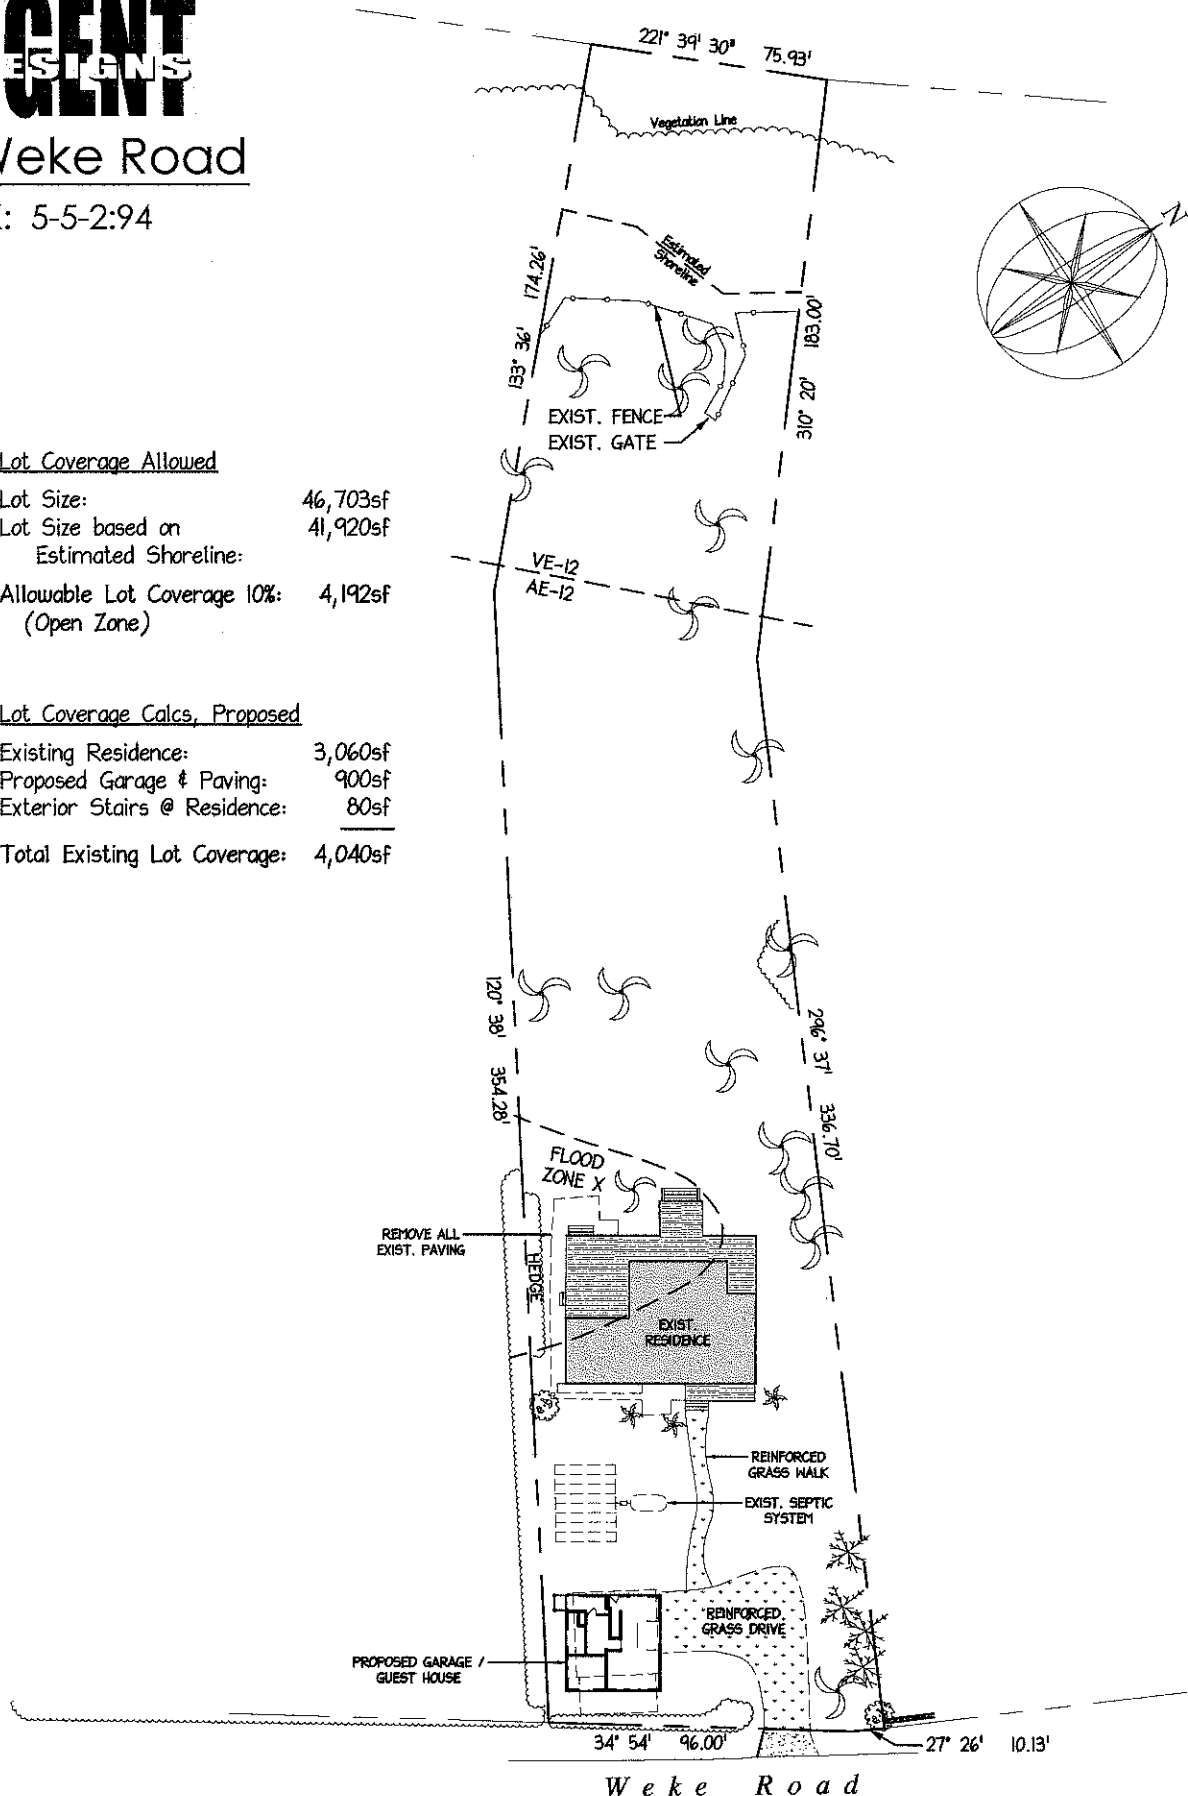 GENT
ESIGNS
Weke Road
: 5-5-2:94
221° 39' 30" 75.93'
Vegetation Line
N
Estimated
Shoreline
174.26'
133° 36'
183.00'
310° 20'
EXIST. FENCE
EXIST. GATE
Lot Coverage Allowed
Lot Size: 46,703sf
Lot Size based on 41,920sf
Estimated Shoreline:
Allowable Lot Coverage 10%: 4,192sf
(Open Zone)
VE-12
AE-12
Lot Coverage Calcs, Proposed
Existing Residence: 3,060sf
Proposed Garage & Paving: 900sf
Exterior Stairs @ Residence: 80sf
Total Existing Lot Coverage: 4,040sf
120° 38' 354.28'
296° 37' 336.70'
FLOOD
ZONE X
REMOVE ALL
EXIST. PAVING
HEDGE
EXIST
RESIDENCE
REINFORCED
GRASS WALK
EXIST. SEPTIC
SYSTEM
REINFORCED
GRASS DRIVE
PROPOSED GARAGE /
GUEST HOUSE
34° 54' 96.00'
27° 26' 10.13'
Weke Road